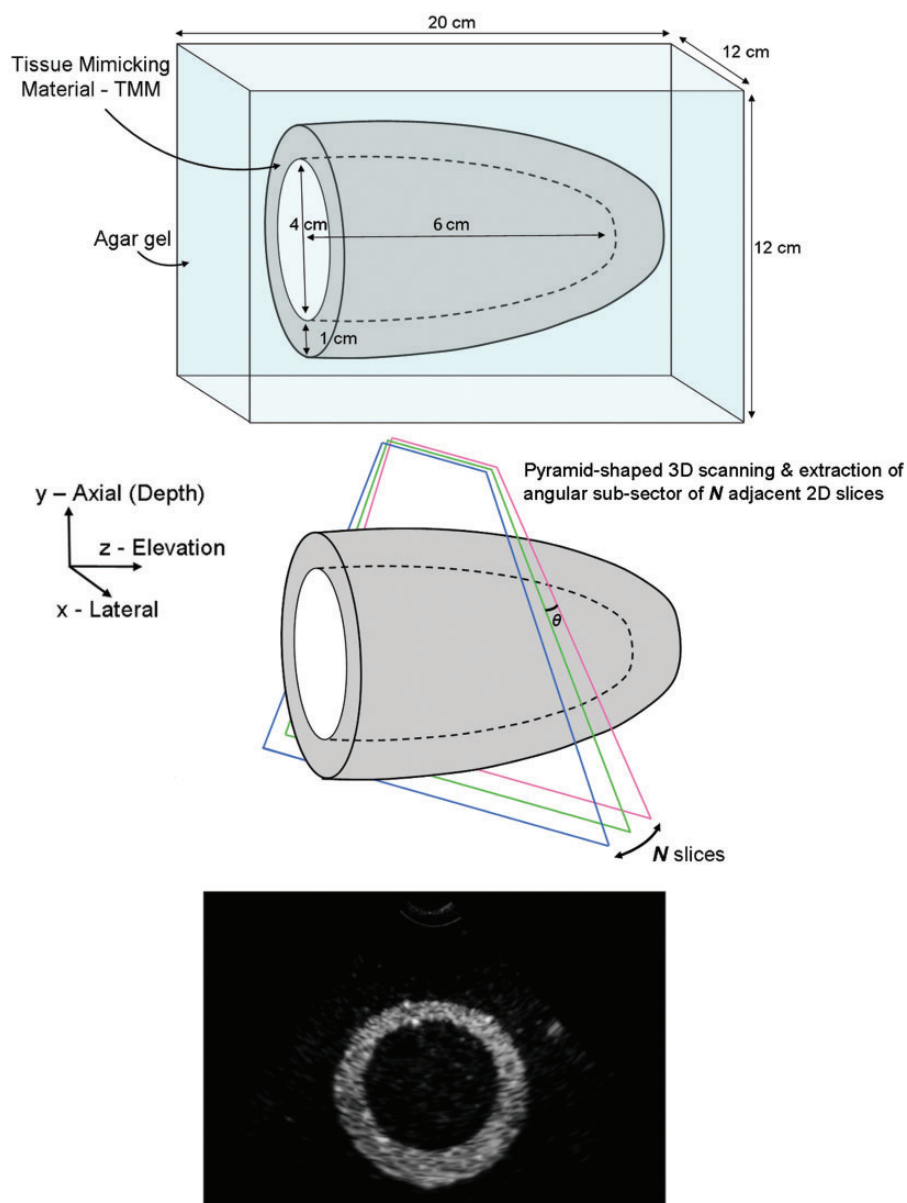 20 cm
12 cm
Tissue Mimicking
Material - TMM
4 cm
6 cm
Agar gel
12 cm
1 cm
Pyramid-shaped 3D scanning & extraction of
angular sub-sector of N adjacent 2D slices
y – Axial (Depth)
z - Elevation
x - Lateral
θ
N slices